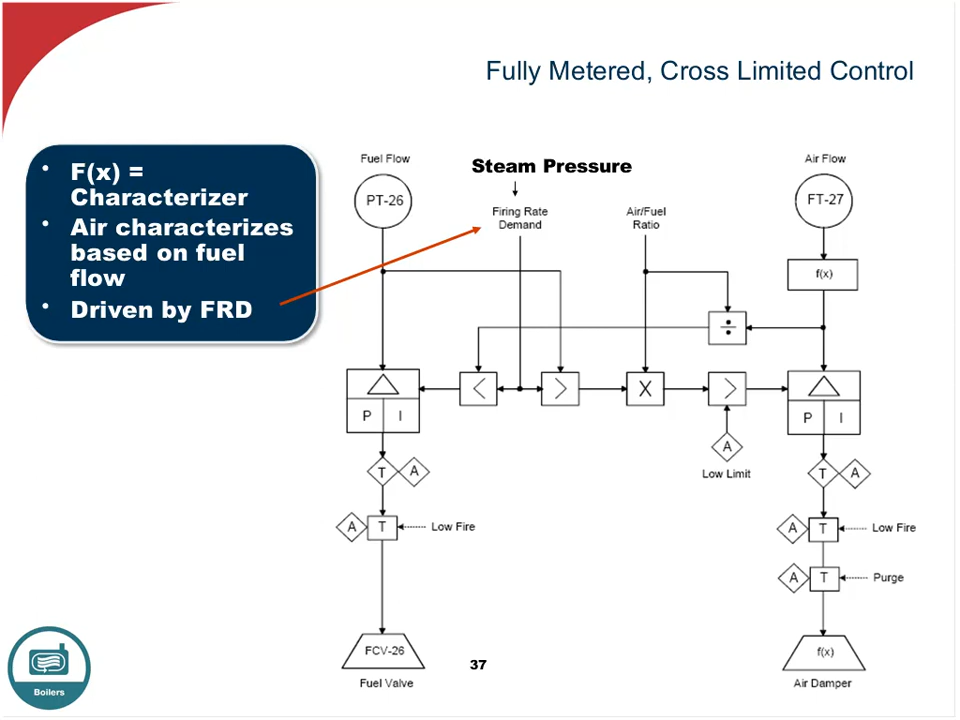 Fully Metered, Cross Limited Control
• F(x) =
Characterizer
• Air characterizes
based on fuel
flow
• Driven by FRD
Fuel Flow
Steam Pressure
Air Flow
PT-26
Firing Rate
Demand
Air/Fuel
Ratio
FT-27
f(x)
÷
< > X >
P I
P I
A
Low Limit
T A
T A
A T Low Fire
A T Low Fire
A T Purge
FCV-26
Fuel Valve
37
f(x)
Air Damper
Boilers